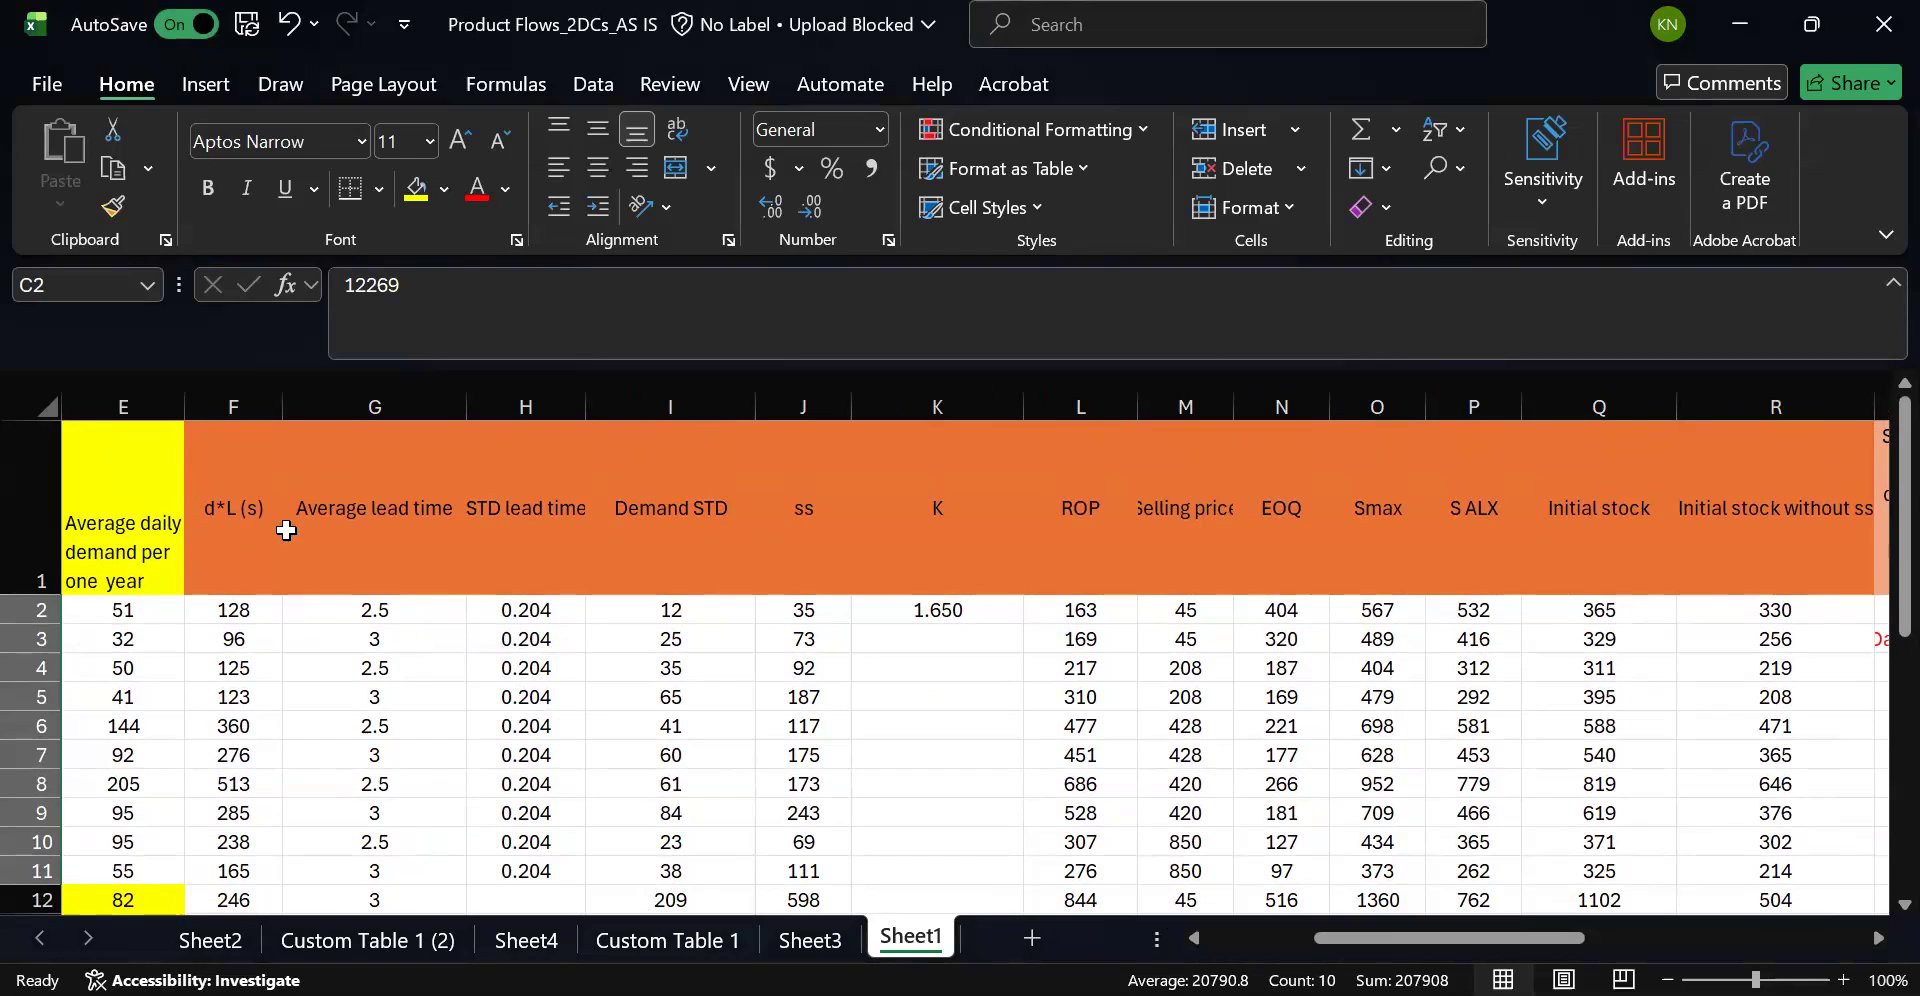 AutoSave On Product Flows_2DCs_AS IS No Label • Upload Blocked Search KN
File Home Insert Draw Page Layout Formulas Data Review View Automate Help Acrobat Comments Share
Paste
Clipboard
Aptos Narrow 11
B I U A
Font
ab
Alignment
General
$ % 9
.00
Number
Conditional Formatting
Format as Table
Cell Styles
Styles
Insert
Delete
Format
Cells
Editing
Sensitivity
Sensitivity
Add-ins
Add-ins
Create
a PDF
Adobe Acrobat
C2 fx 12269
E F G H I J K L M N O P Q R
1 Average daily
demand per
one year
d*L (s) Average lead time STD lead time Demand STD ss K ROP Selling price EOQ Smax S ALX Initial stock Initial stock without ss
2 51 128 2.5 0.204 12 35 1.650 163 45 404 567 532 365 330
3 32 96 3 0.204 25 73 169 45 320 489 416 329 256
4 50 125 2.5 0.204 35 92 217 208 187 404 312 311 219
5 41 123 3 0.204 65 187 310 208 169 479 292 395 208
6 144 360 2.5 0.204 41 117 477 428 221 698 581 588 471
7 92 276 3 0.204 60 175 451 428 177 628 453 540 365
8 205 513 2.5 0.204 61 173 686 420 266 952 779 819 646
9 95 285 3 0.204 84 243 528 420 181 709 466 619 376
10 95 238 2.5 0.204 23 69 307 850 127 434 365 371 302
11 55 165 3 0.204 38 111 276 850 97 373 262 325 214
12 82 246 3 209 598 844 45 516 1360 762 1102 504
Sheet2 Custom Table 1 (2) Sheet4 Custom Table 1 Sheet3 Sheet1
Ready Accessibility: Investigate Average: 20790.8 Count: 10 Sum: 207908 100%